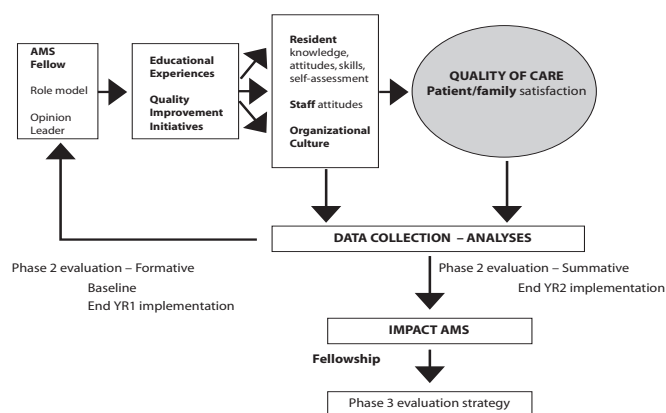 AMS
Fellow
Role model
Opinion
Leader
Educational
Experiences
Quality
Improvement
Initiatives
Resident
knowledge,
attitudes, skills,
self-assessment
Staff attitudes
Organizational
Culture
QUALITY OF CARE
Patient/family satisfaction
DATA COLLECTION – ANALYSES
Phase 2 evaluation – Formative
Baseline
End YR1 implementation
Phase 2 evaluation – Summative
End YR2 implementation
IMPACT AMS
Fellowship
Phase 3 evaluation strategy